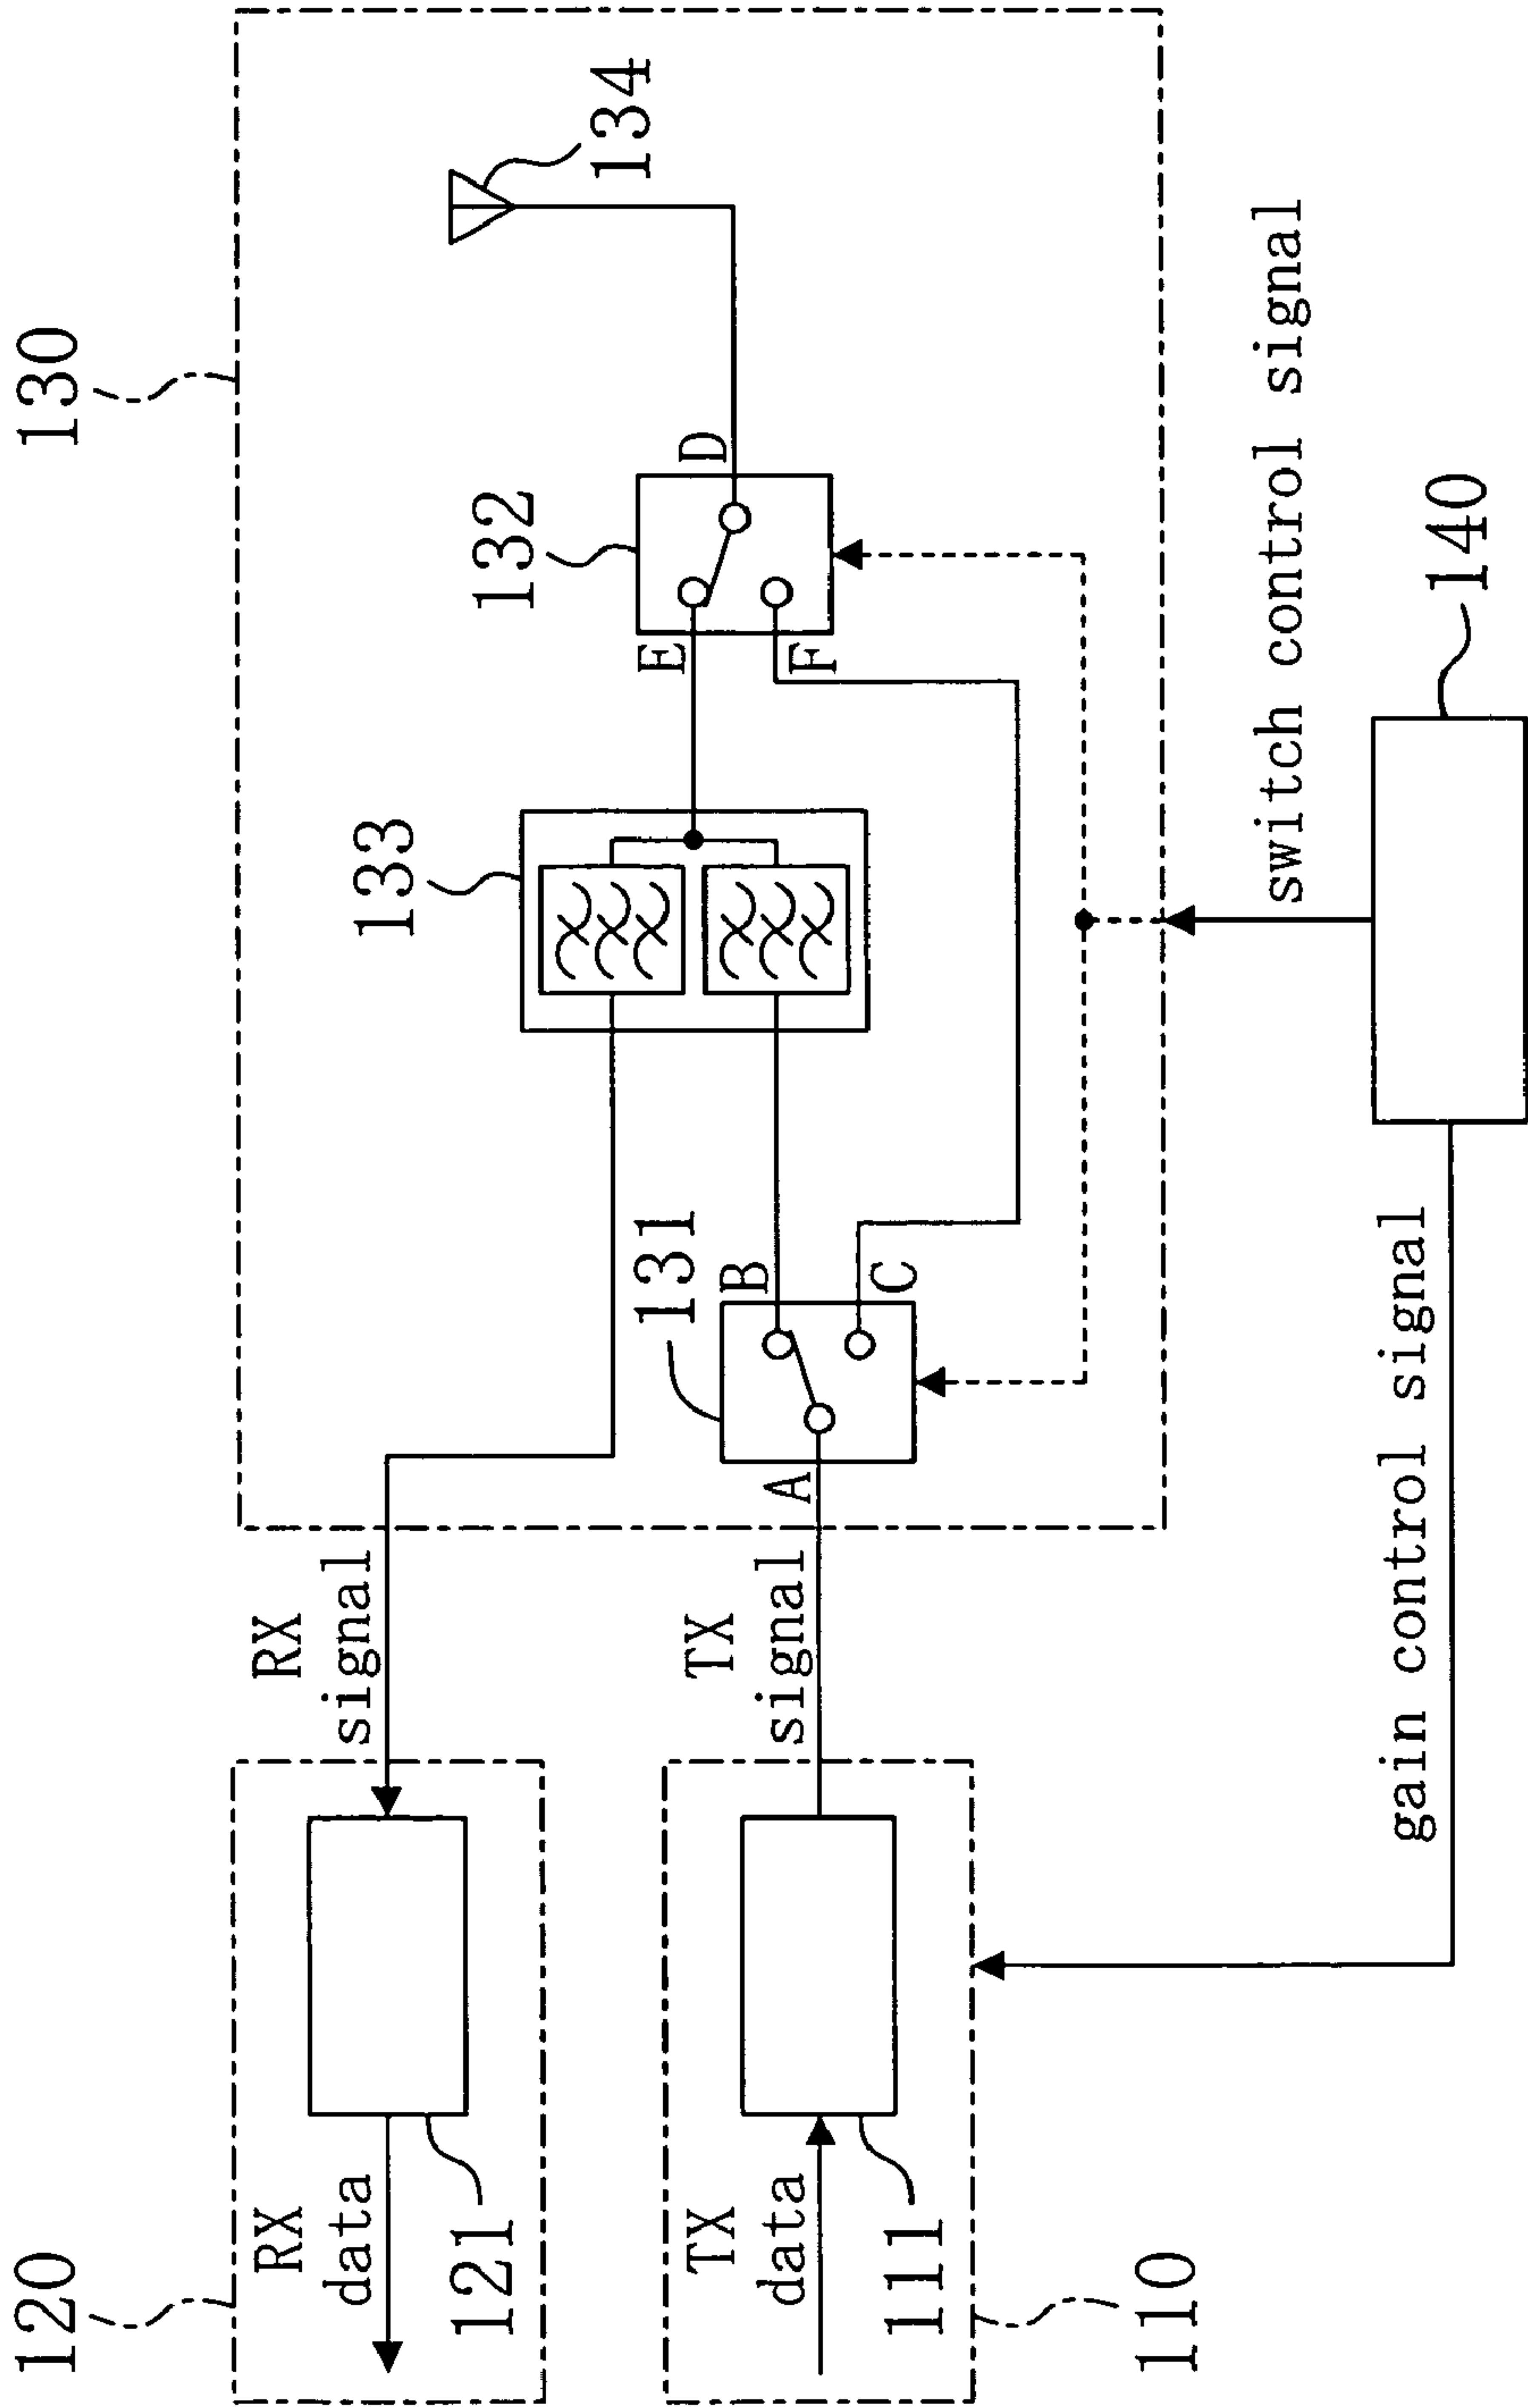 130
134
132
D
E
F
133
131
B
C
A
RX
signal
TX
signal
switch control signal
140
gain control signal
120
RX
data
121
TX
data
111
110